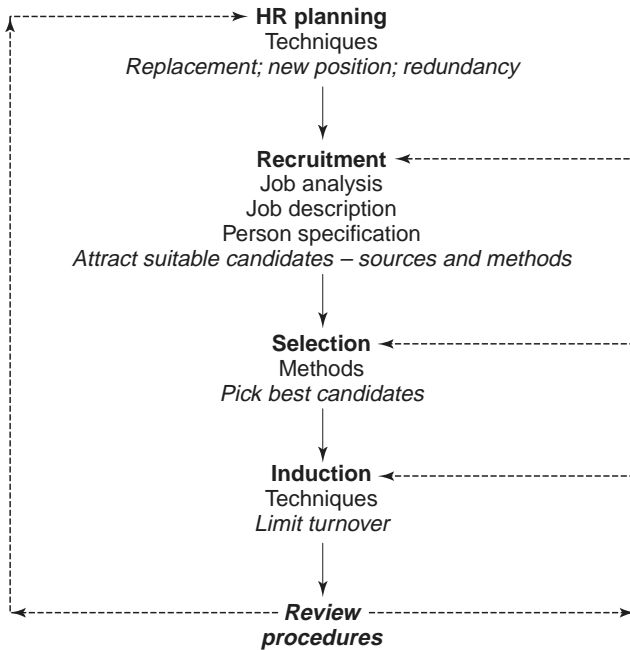 HR planning
Techniques
Replacement; new position; redundancy
Recruitment
Job analysis
Job description
Person specification
Attract suitable candidates – sources and methods
Selection
Methods
Pick best candidates
Induction
Techniques
Limit turnover
Review
procedures